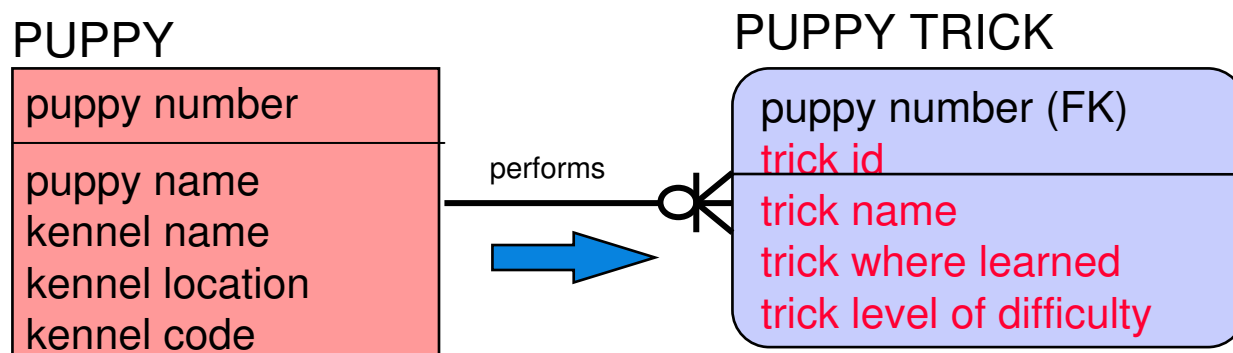 PUPPY
puppy number
puppy name
kennel name
kennel location
kennel code
performs
PUPPY TRICK
puppy number (FK)
trick id
trick name
trick where learned
trick level of difficulty